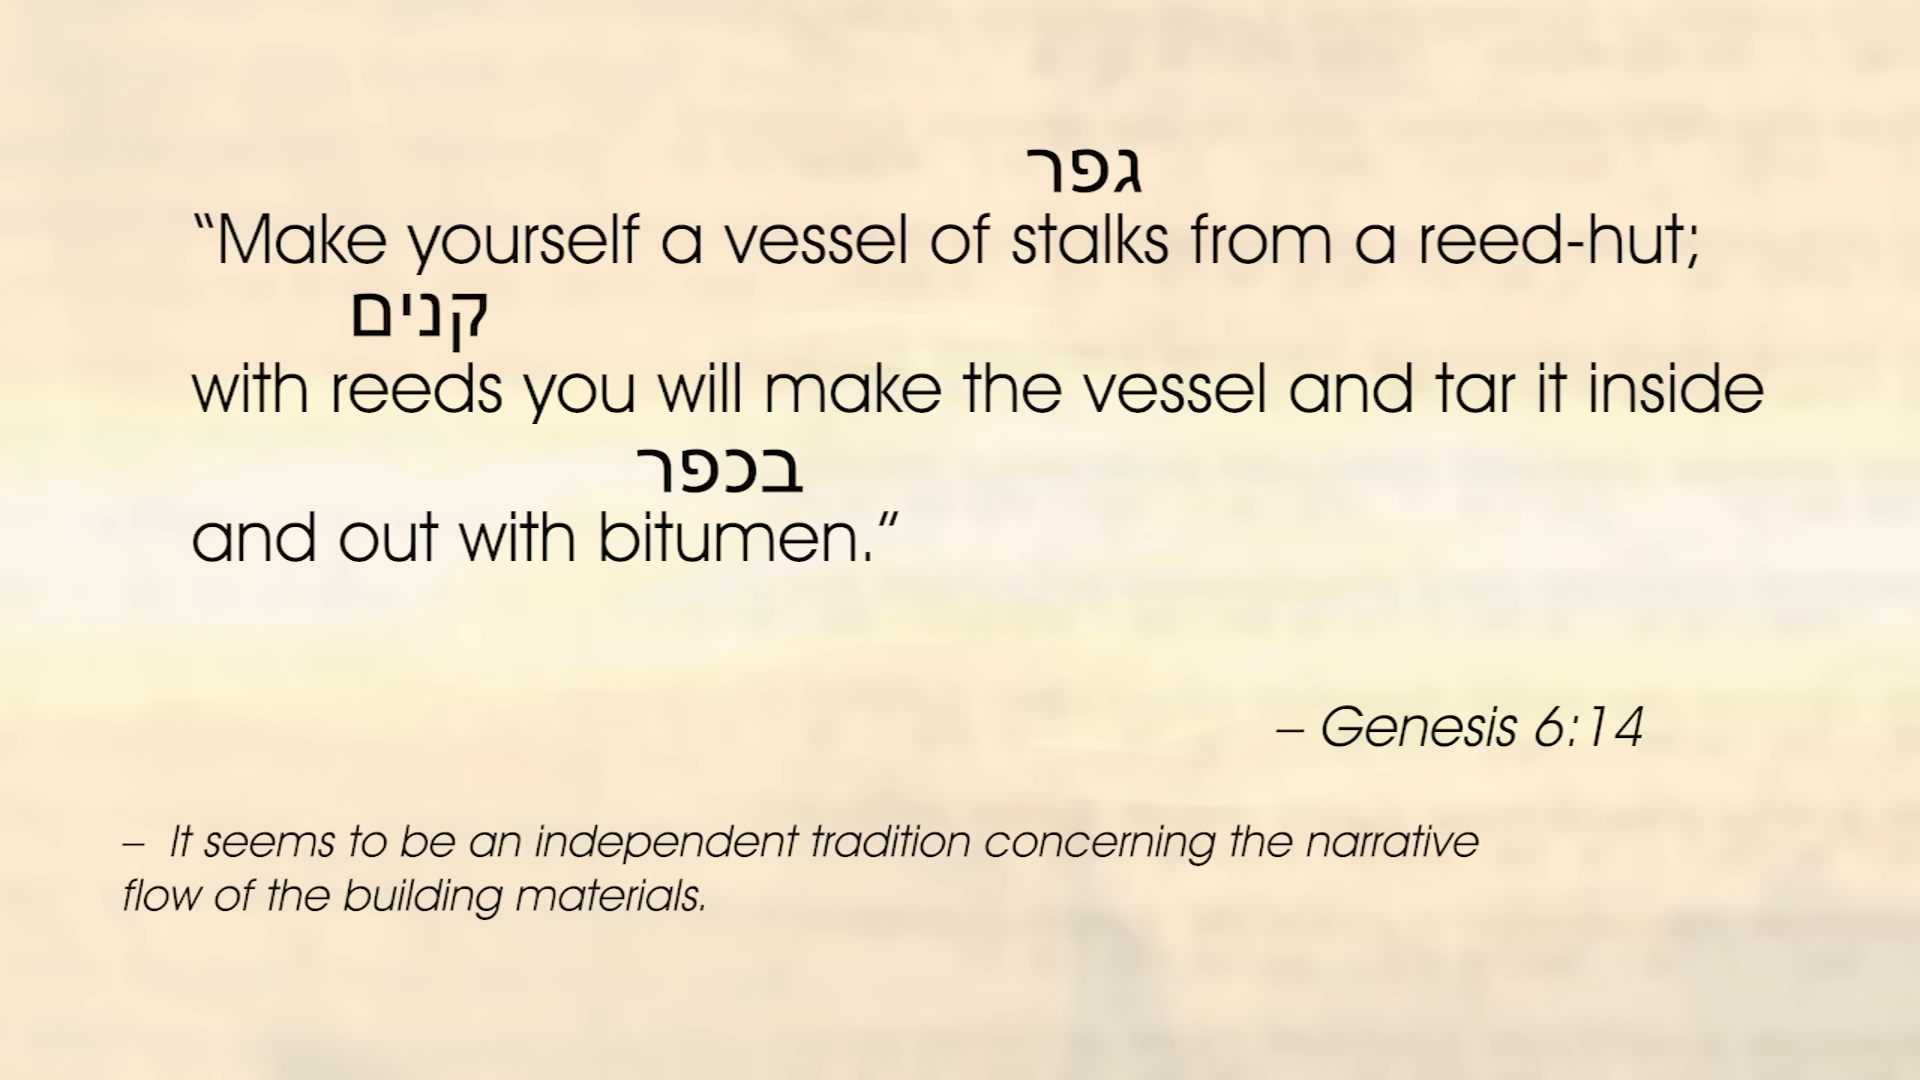 גפר
“Make yourself a vessel of stalks from a reed-hut;
קנים
with reeds you will make the vessel and tar it inside
בכפר
and out with bitumen.”
– Genesis 6:14
– It seems to be an independent tradition concerning the narrative
flow of the building materials.